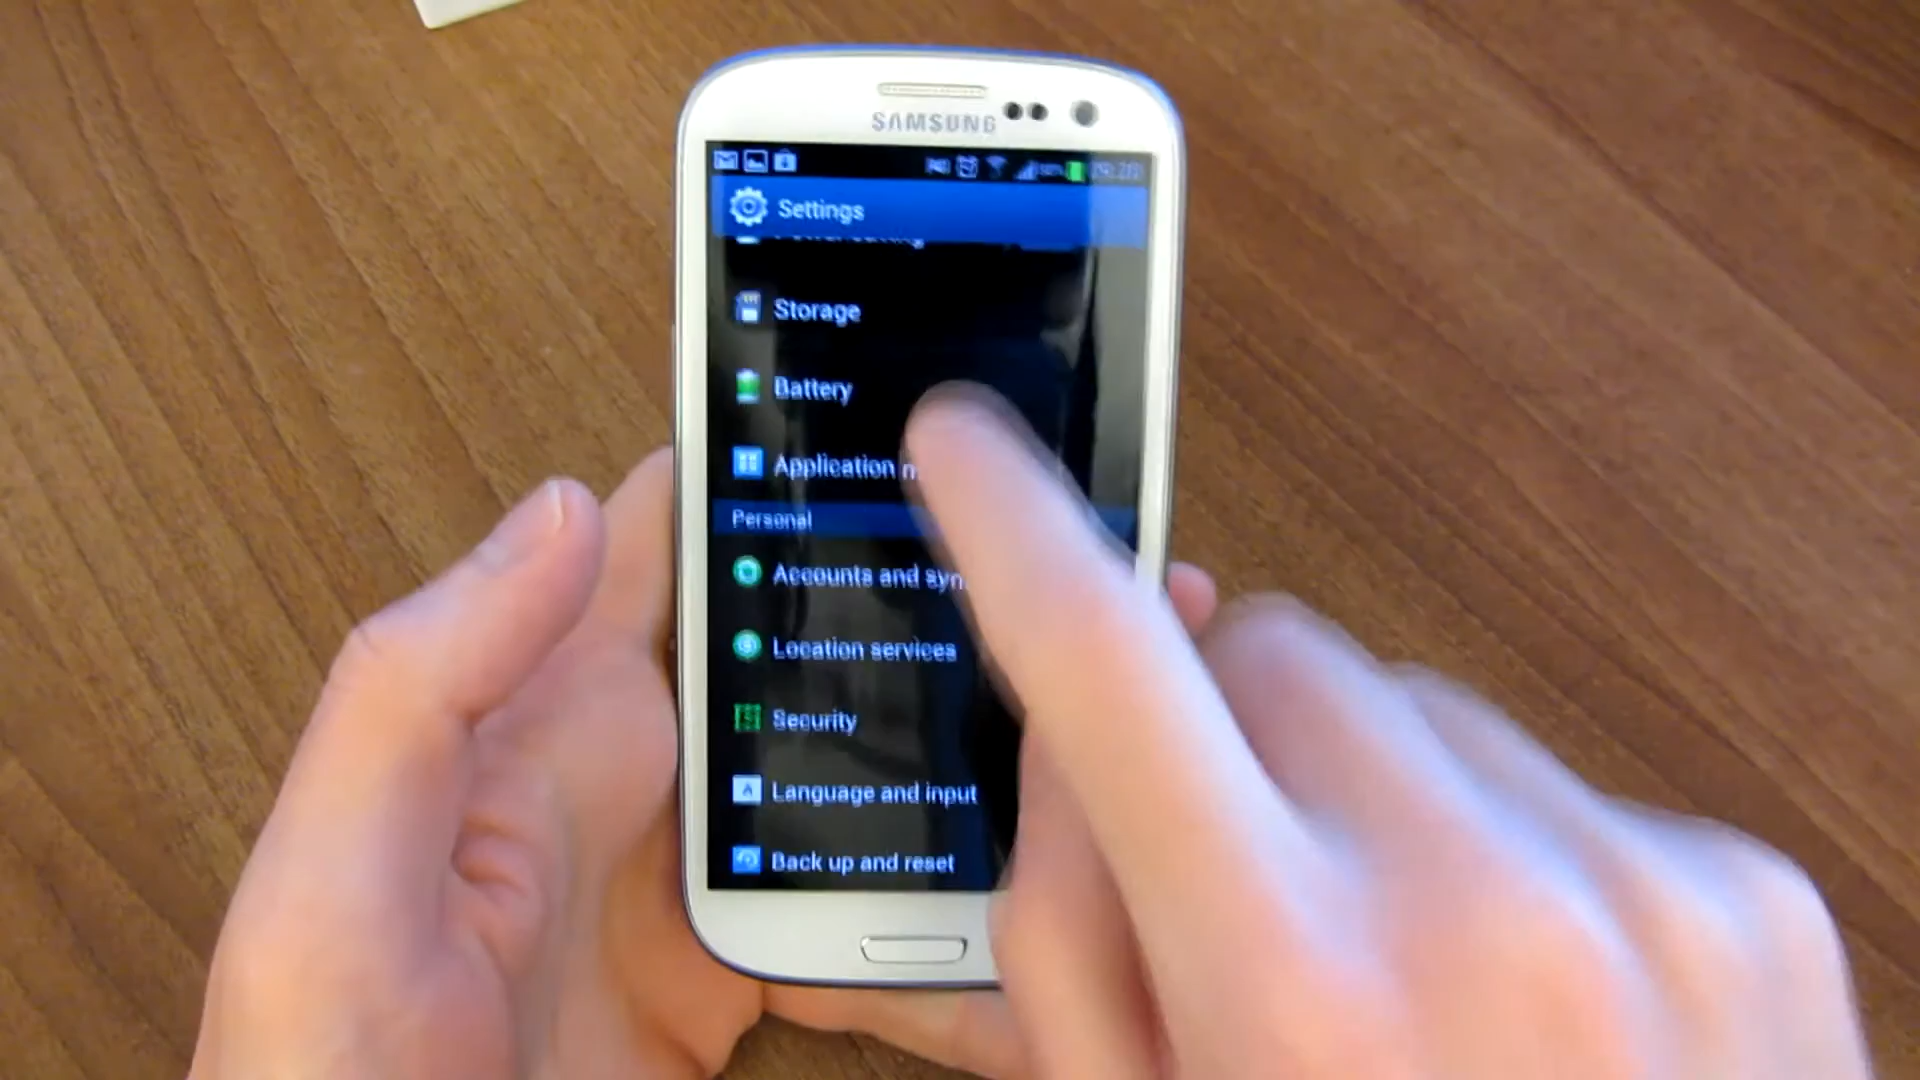 SAMSUNG
Settings
Storage
Battery
Application
Personal
Accounts and syn
Location services
Security
Language and input
Back up and reset